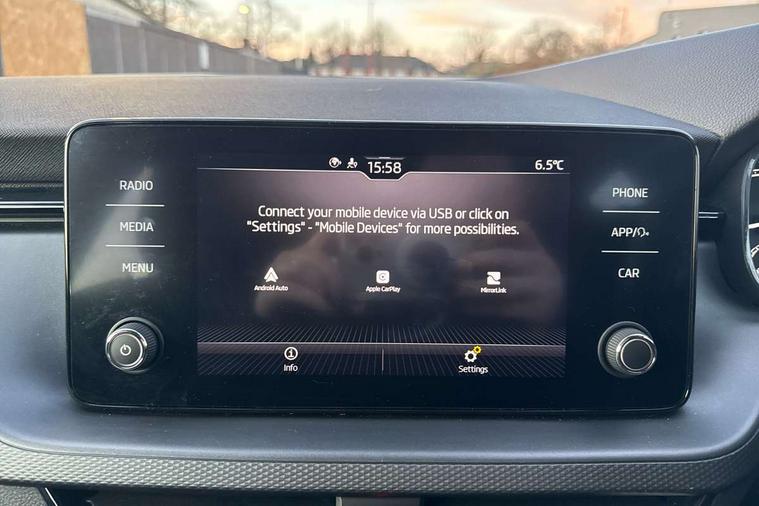 15:58
6.5°C
RADIO
MEDIA
MENU
Connect your mobile device via USB or click on
"Settings" - "Mobile Devices" for more possibilities.
Android Auto
Apple CarPlay
MirrorLink
Info
Settings
PHONE
APP/
CAR